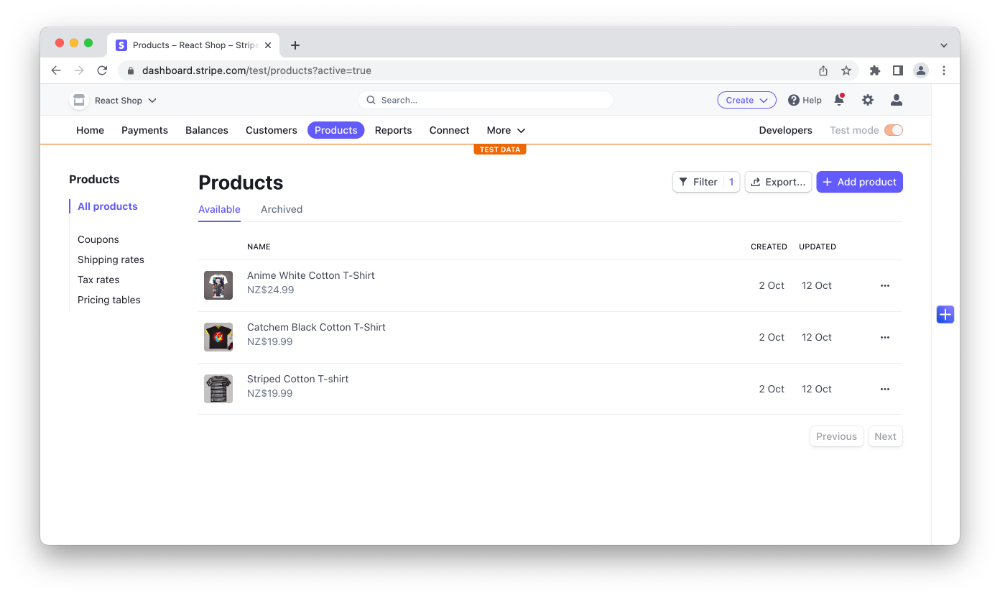 Products – React Shop – Strip
dashboard.stripe.com/test/products?active=true
React Shop
Search...
Create
Help
Home Payments Balances Customers Products Reports Connect More Developers Test mode
TEST DATA
Products
All products
Coupons
Shipping rates
Tax rates
Pricing tables
Products
Filter 1 Export... + Add product
Available Archived
NAME CREATED UPDATED
Anime White Cotton T-Shirt
NZ$24.99
2 Oct 12 Oct
Catchem Black Cotton T-Shirt
NZ$19.99
2 Oct 12 Oct
Striped Cotton T-shirt
NZ$19.99
2 Oct 12 Oct
Previous Next